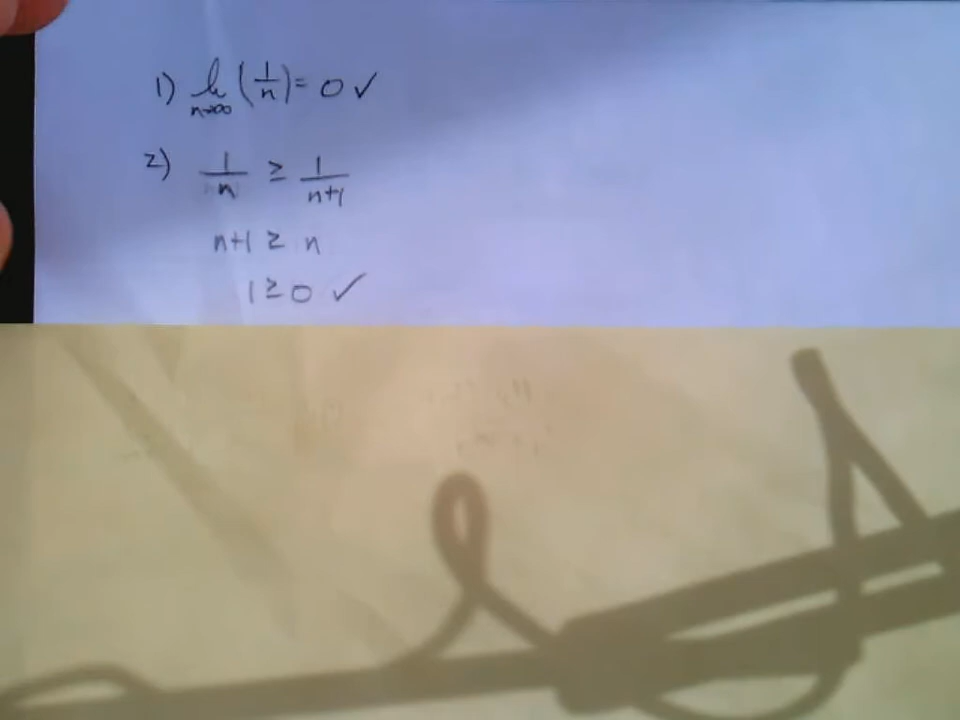 1) lim n→∞ (1/n) = 0 ✓
2) 1/n ≥ 1/(n+1)
n+1 ≥ n
1 ≥ 0 ✓